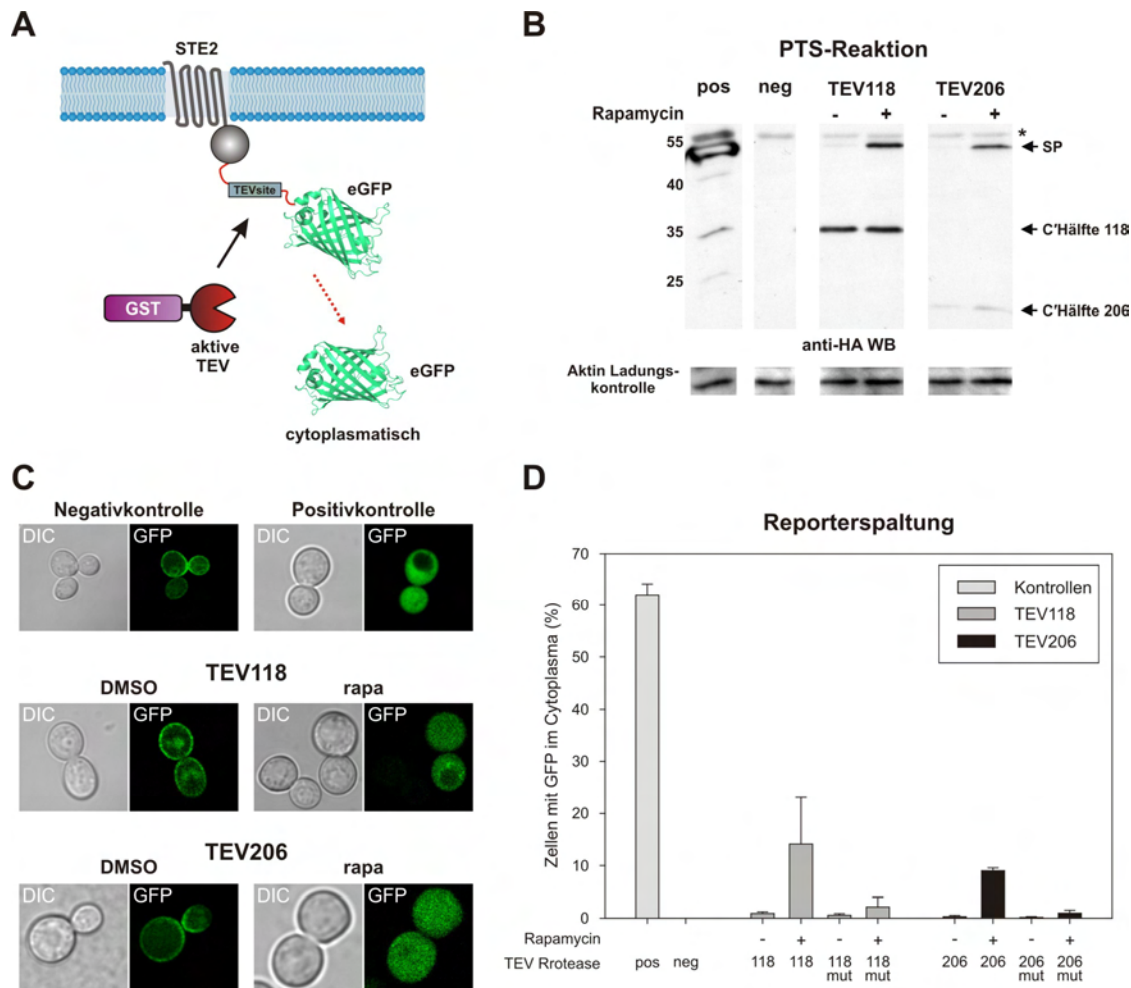 A
STE2
TEVsite
eGFP
GST
aktive
TEV
eGFP
cytoplasmatisch
B
PTS-Reaktion
pos neg TEV118 TEV206
Rapamycin - + - +
55
40
35
25
*
SP
C'Hälfte 118
C'Hälfte 206
anti-HA WB
Aktin Ladungs-
kontrolle
C
Negativkontrolle Positivkontrolle
DIC GFP DIC GFP
TEV118
DMSO rapa
DIC GFP DIC GFP
TEV206
DMSO rapa
DIC GFP DIC GFP
D
Reporterspaltung
Zellen mit GFP im Cytoplasma (%)
70
60
50
40
30
20
10
0
Kontrollen
TEV118
TEV206
Rapamycin - + - + - + - +
TEV Rrotease pos neg 118 118 118 118 206 206 206 206
mut mut mut mut